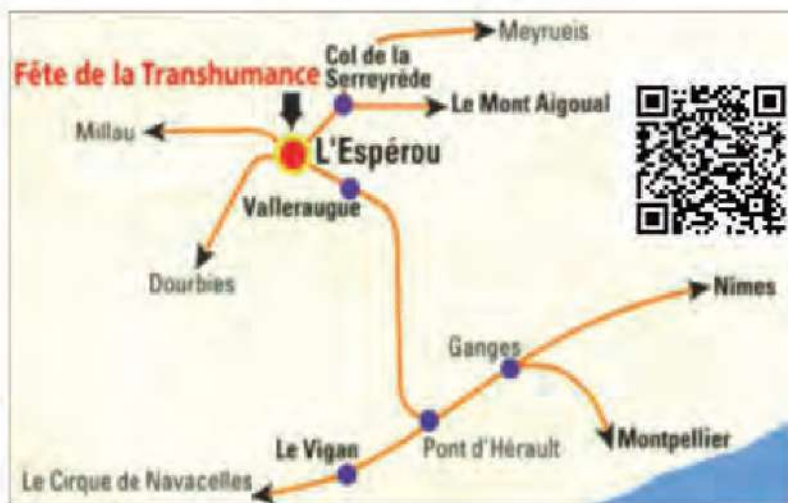 Meyrueis
Col de la
Serreyrède
Fête de la Transhumance
Le Mont Aigoual
Millau
L'Espérou
Valleraugue
Dourbies
Nîmes
Ganges
Montpellier
Pont d'Hérault
Le Vigan
Le Cirque de Navacelles